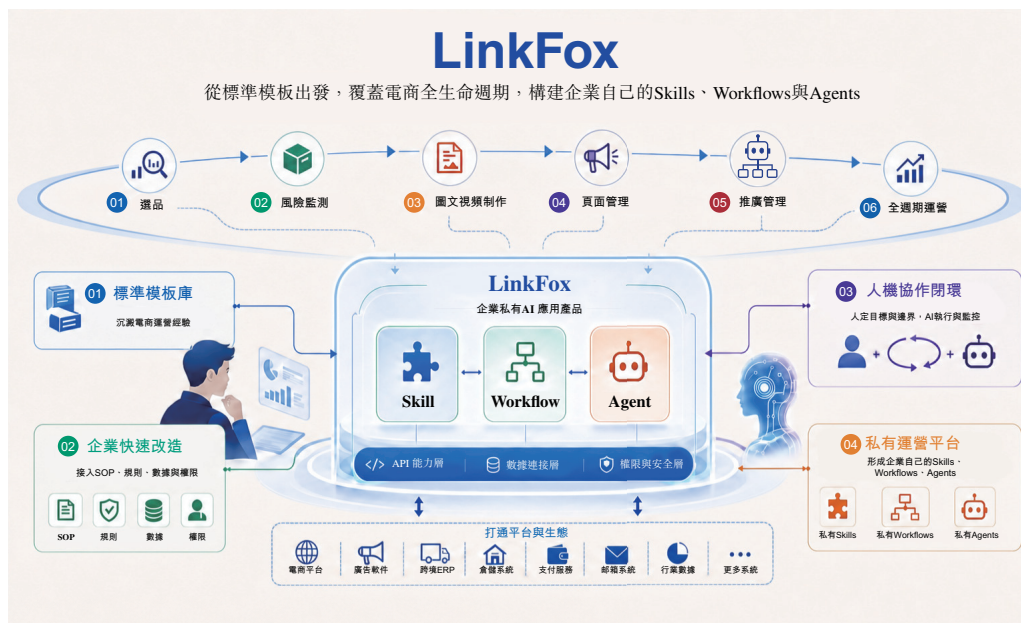 LinkFox
從標準模板出發，覆蓋電商全生命週期，構建企業自己的Skills、Workflows與Agents
01 選品
02 風險監測
03 圖文視頻制作
04 頁面管理
05 推廣管理
06 全週期運營
01 標準模板庫
沉澱電商運營經驗
LinkFox
企業私有AI 應用產品
Skill
Workflow
Agent
</> API 能力層
數據連接層
權限與安全層
03 人機協作閉環
人定目標與邊界，AI執行與監控
+ +
02 企業快速改造
接入SOP、規則、數據與權限
SOP
規則
數據
權限
04 私有運營平台
形成企業自己的Skills、
Workflows、Agents
私有Skills
私有Workflows
私有Agents
打通平台與生態
電商平台
廣告軟件
跨境ERP
倉儲系統
支付服務
邮箱系統
行業數據
更多系統